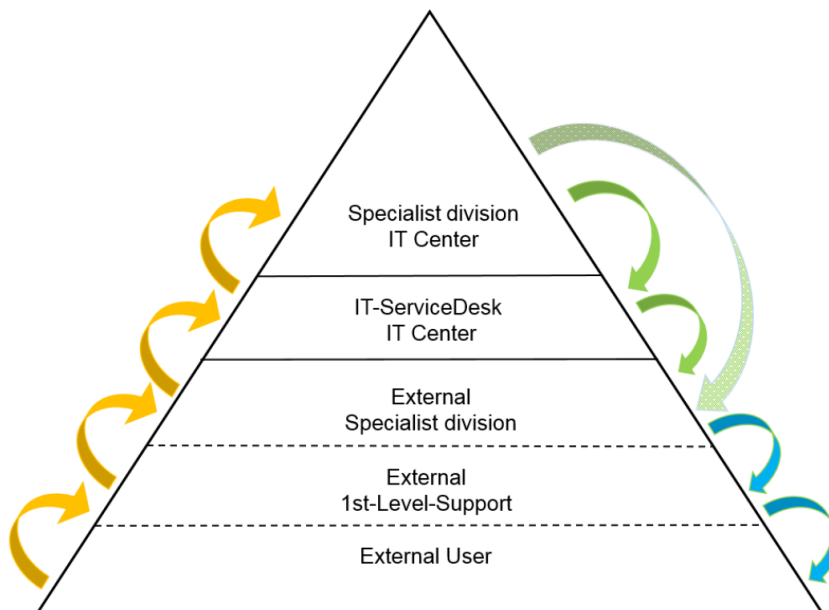 Specialist division
IT Center
IT-ServiceDesk
IT Center
External
Specialist division
External
1st-Level-Support
External User